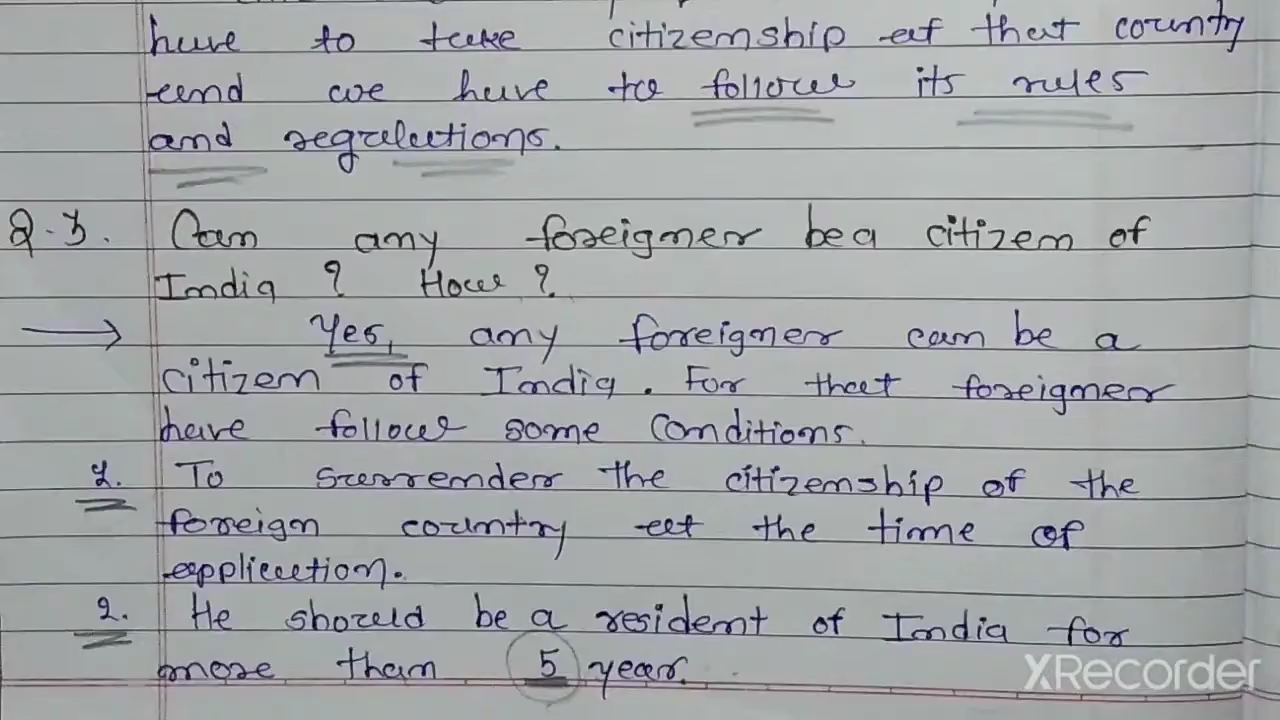 have to take citizenship of that country
and we have to follow its rules
and regulations.
Q.3. Can any foreigner be a citizen of
India ? How ?
→ Yes, any foreigner can be a
citizen of India. For that foreigner
have follow some conditions.
1. To surrender the citizenship of the
foreign country at the time of
application.
2. He should be a resident of India for
more than 5 year.
XRecorder